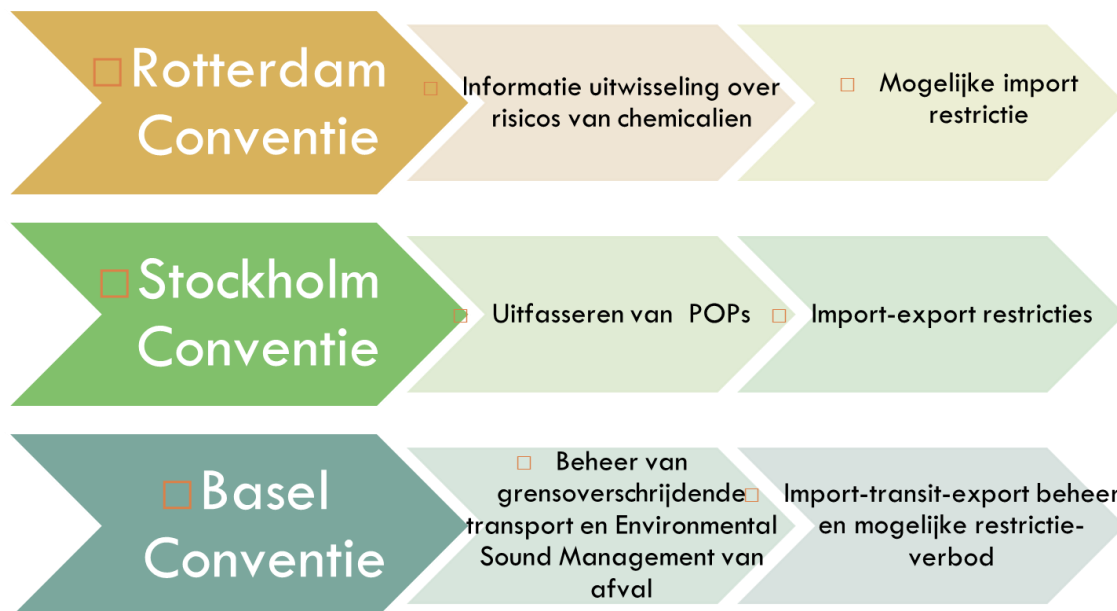 Rotterdam
Conventie
Informatie uitwisseling over
risicos van chemicalien
Mogelijke import
restrictie
Stockholm
Conventie
Uitfasseren van POPs
Import-export restricties
Basel
Conventie
Beheer van
grensoverschrijdende
transport en Environmental
Sound Management van
afval
Import-transit-export beheer
en mogelijke restrictie-
verbod